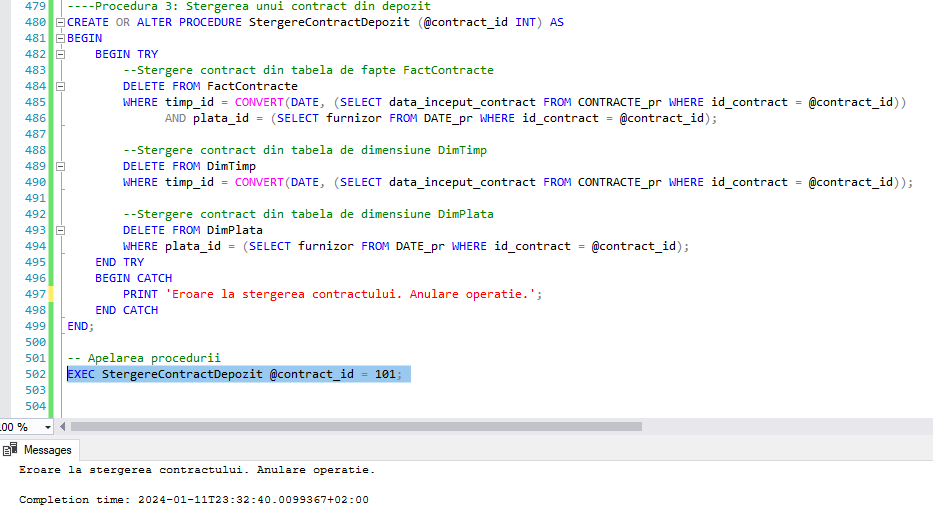 479 ----Procedura 3: Stergerea unui contract din depozit
480 CREATE OR ALTER PROCEDURE StergereContractDepozit (@contract_id INT) AS
481 BEGIN
482     BEGIN TRY
483         --Stergere contract din tabela de fapte FactContracte
484         DELETE FROM FactContracte
485         WHERE timp_id = CONVERT(DATE, (SELECT data_inceput_contract FROM CONTRACTE_pr WHERE id_contract = @contract_id))
486               AND plata_id = (SELECT furnizor FROM DATE_pr WHERE id_contract = @contract_id);
487
488         --Stergere contract din tabela de dimensiune DimTimp
489         DELETE FROM DimTimp
490         WHERE timp_id = CONVERT(DATE, (SELECT data_inceput_contract FROM CONTRACTE_pr WHERE id_contract = @contract_id));
491
492         --Stergere contract din tabela de dimensiune DimPlata
493         DELETE FROM DimPlata
494         WHERE plata_id = (SELECT furnizor FROM DATE_pr WHERE id_contract = @contract_id);
495     END TRY
496     BEGIN CATCH
497         PRINT 'Eroare la stergerea contractului. Anulare operatie.';
498     END CATCH
499 END;
500
501 -- Apelarea procedurii
502 EXEC StergereContractDepozit @contract_id = 101;
503
504
.00 %
Messages
Eroare la stergerea contractului. Anulare operatie.
Completion time: 2024-01-11T23:32:40.0099367+02:00